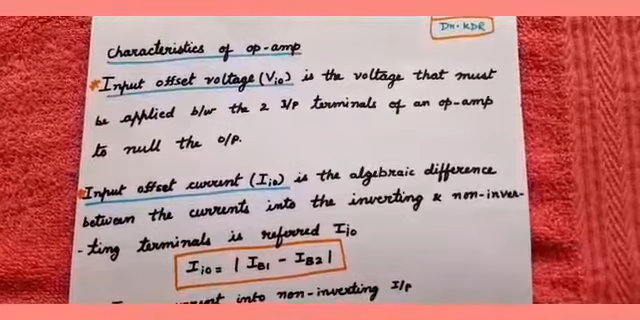 Dr. KDR
Characteristics of op-amp
*Input offset voltage (Vio) is the voltage that must
be applied b/w the 2 I/P terminals of an op-amp
to null the O/P.
*Input offset current (Iio) is the algebraic difference
between the currents into the inverting & non-inver-
-ting terminals is referred Iio
Iio = | IB1 - IB2 |
current into non-inverting I/P